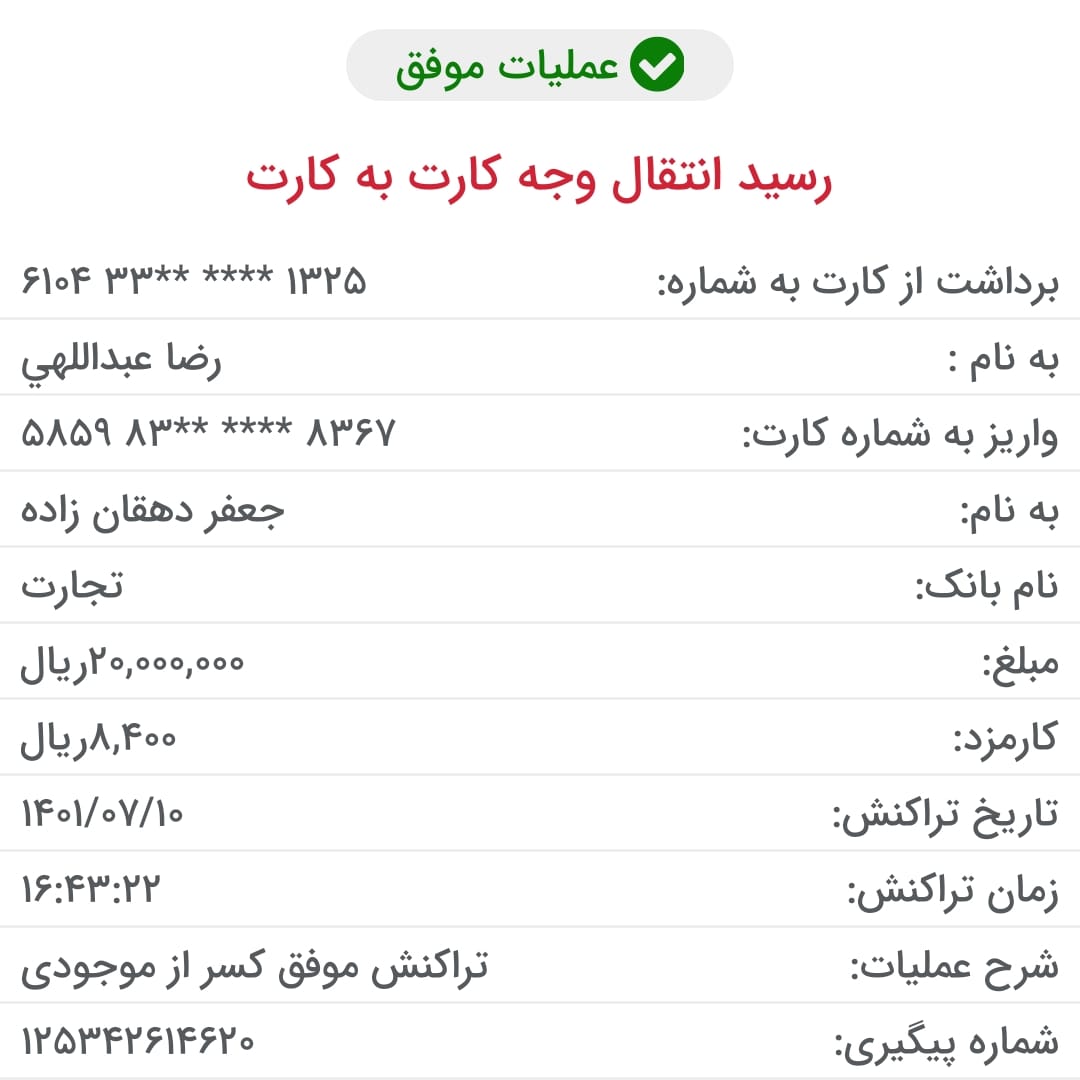 عملیات موفق
رسید انتقال وجه کارت به کارت
برداشت از کارت به شماره: ۶۱۰۴ ۳۳** **** ۱۳۲۵
به نام : رضا عبداللهي
واریز به شماره کارت: ۵۸۵۹ ۸۳** **** ۸۳۶۷
به نام: جعفر دهقان زاده
نام بانک: تجارت
مبلغ: ۲۰,۰۰۰,۰۰۰ریال
کارمزد: ۸,۴۰۰ریال
تاریخ تراکنش: ۱۴۰۱/۰۷/۱۰
زمان تراکنش: ۱۶:۴۳:۲۲
شرح عملیات: تراکنش موفق کسر از موجودی
شماره پیگیری: ۱۲۵۳۴۲۶۱۴۶۲۰